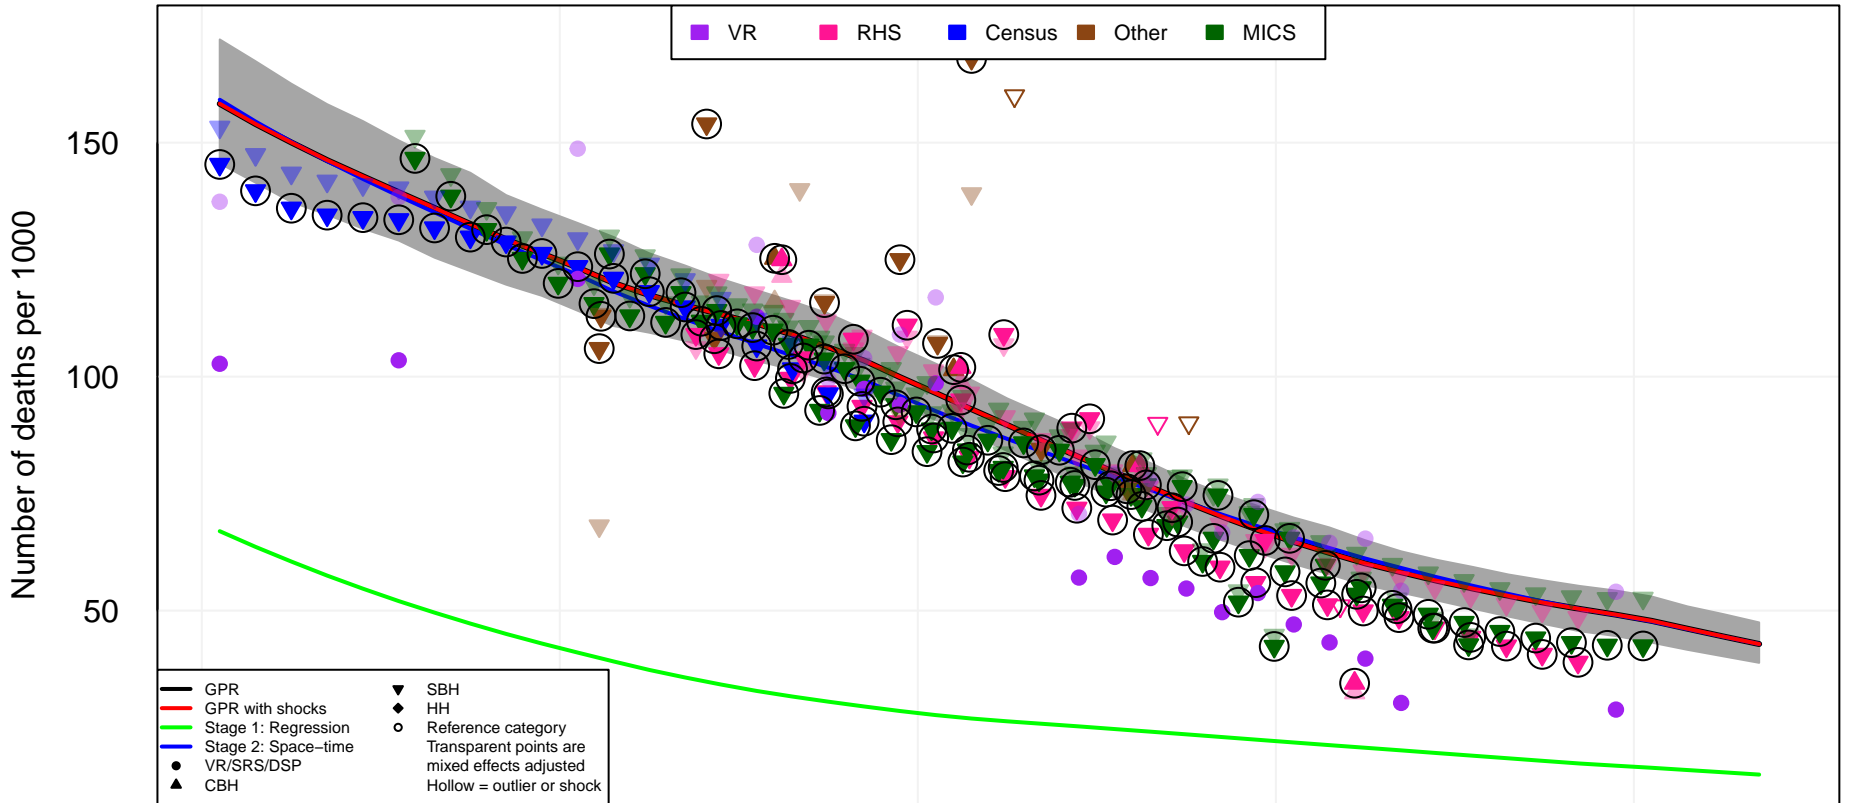 VR RHS Census Other MICS
150
100
50
Number of deaths per 1000
GPR
GPR with shocks
Stage 1: Regression
Stage 2: Space−time
VR/SRS/DSP
CBH
SBH
HH
Reference category
Transparent points are
mixed effects adjusted
Hollow = outlier or shock